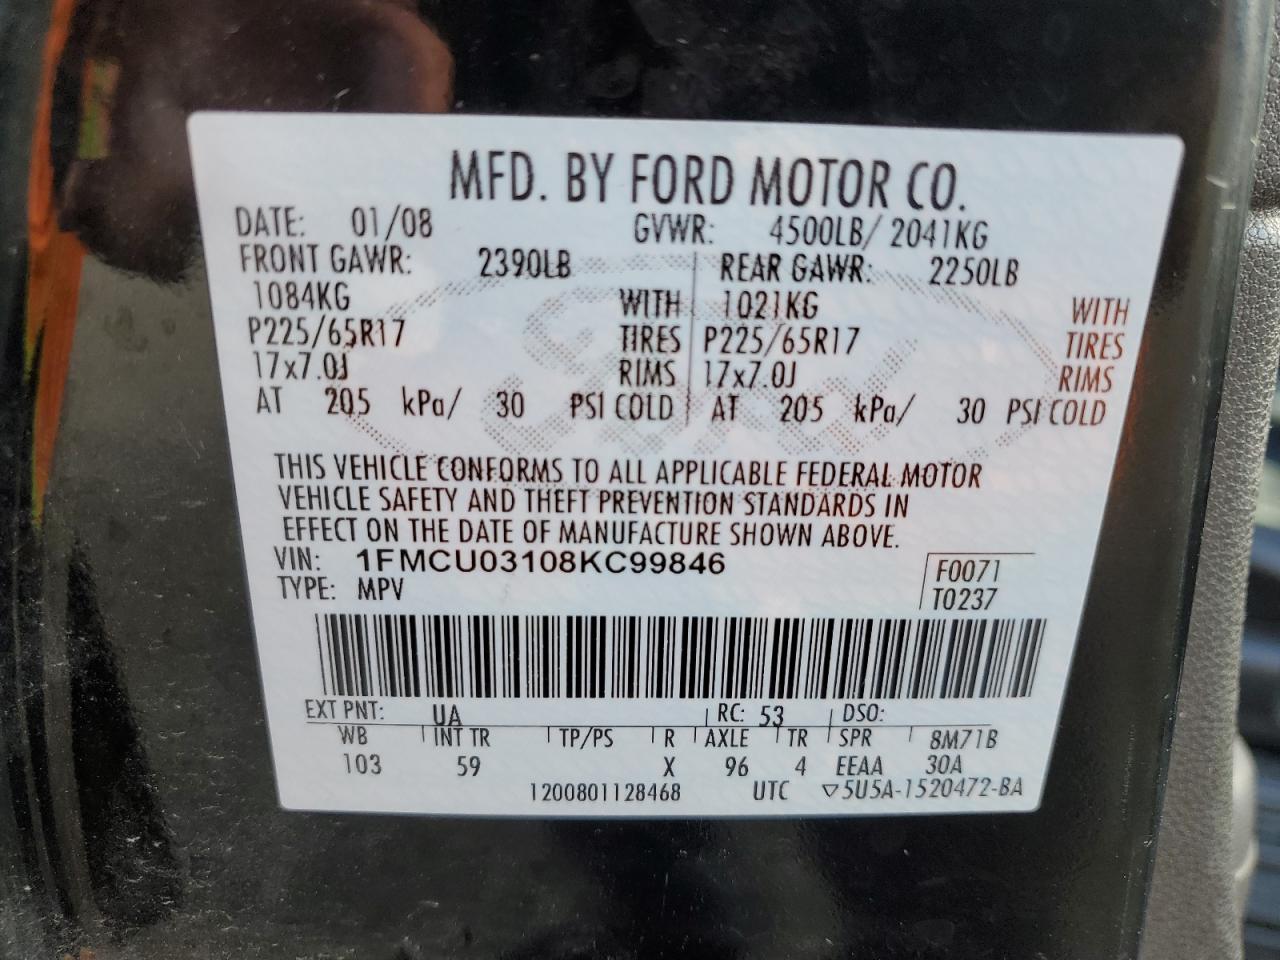 MFD. BY FORD MOTOR CO.
DATE: 01/08 GVWR: 4500LB/ 2041KG
FRONT GAWR: 2390LB REAR GAWR: 2250LB
1084KG WITH 1021KG WITH
P225/65R17 TIRES P225/65R17 TIRES
17x7.0J RIMS 17x7.0J RIMS
AT 205 kPa/ 30 PSI COLD AT 205 kPa/ 30 PSI COLD
THIS VEHICLE CONFORMS TO ALL APPLICABLE FEDERAL MOTOR
VEHICLE SAFETY AND THEFT PREVENTION STANDARDS IN
EFFECT ON THE DATE OF MANUFACTURE SHOWN ABOVE.
VIN: 1FMCU03108KC99846 F0071
TYPE: MPV T0237
EXT PNT: UA RC: 53 DSO:
WB INT TR TP/PS R AXLE TR SPR 8M71B
103 59 X 96 4 EEAA 30A
1200801128468 UTC ▽5U5A-1520472-BA